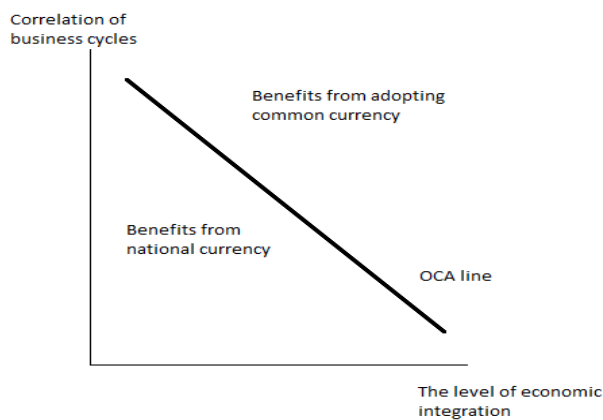 Correlation of
business cycles
Benefits from adopting
common currency
Benefits from
national currency
OCA line
The level of economic
integration